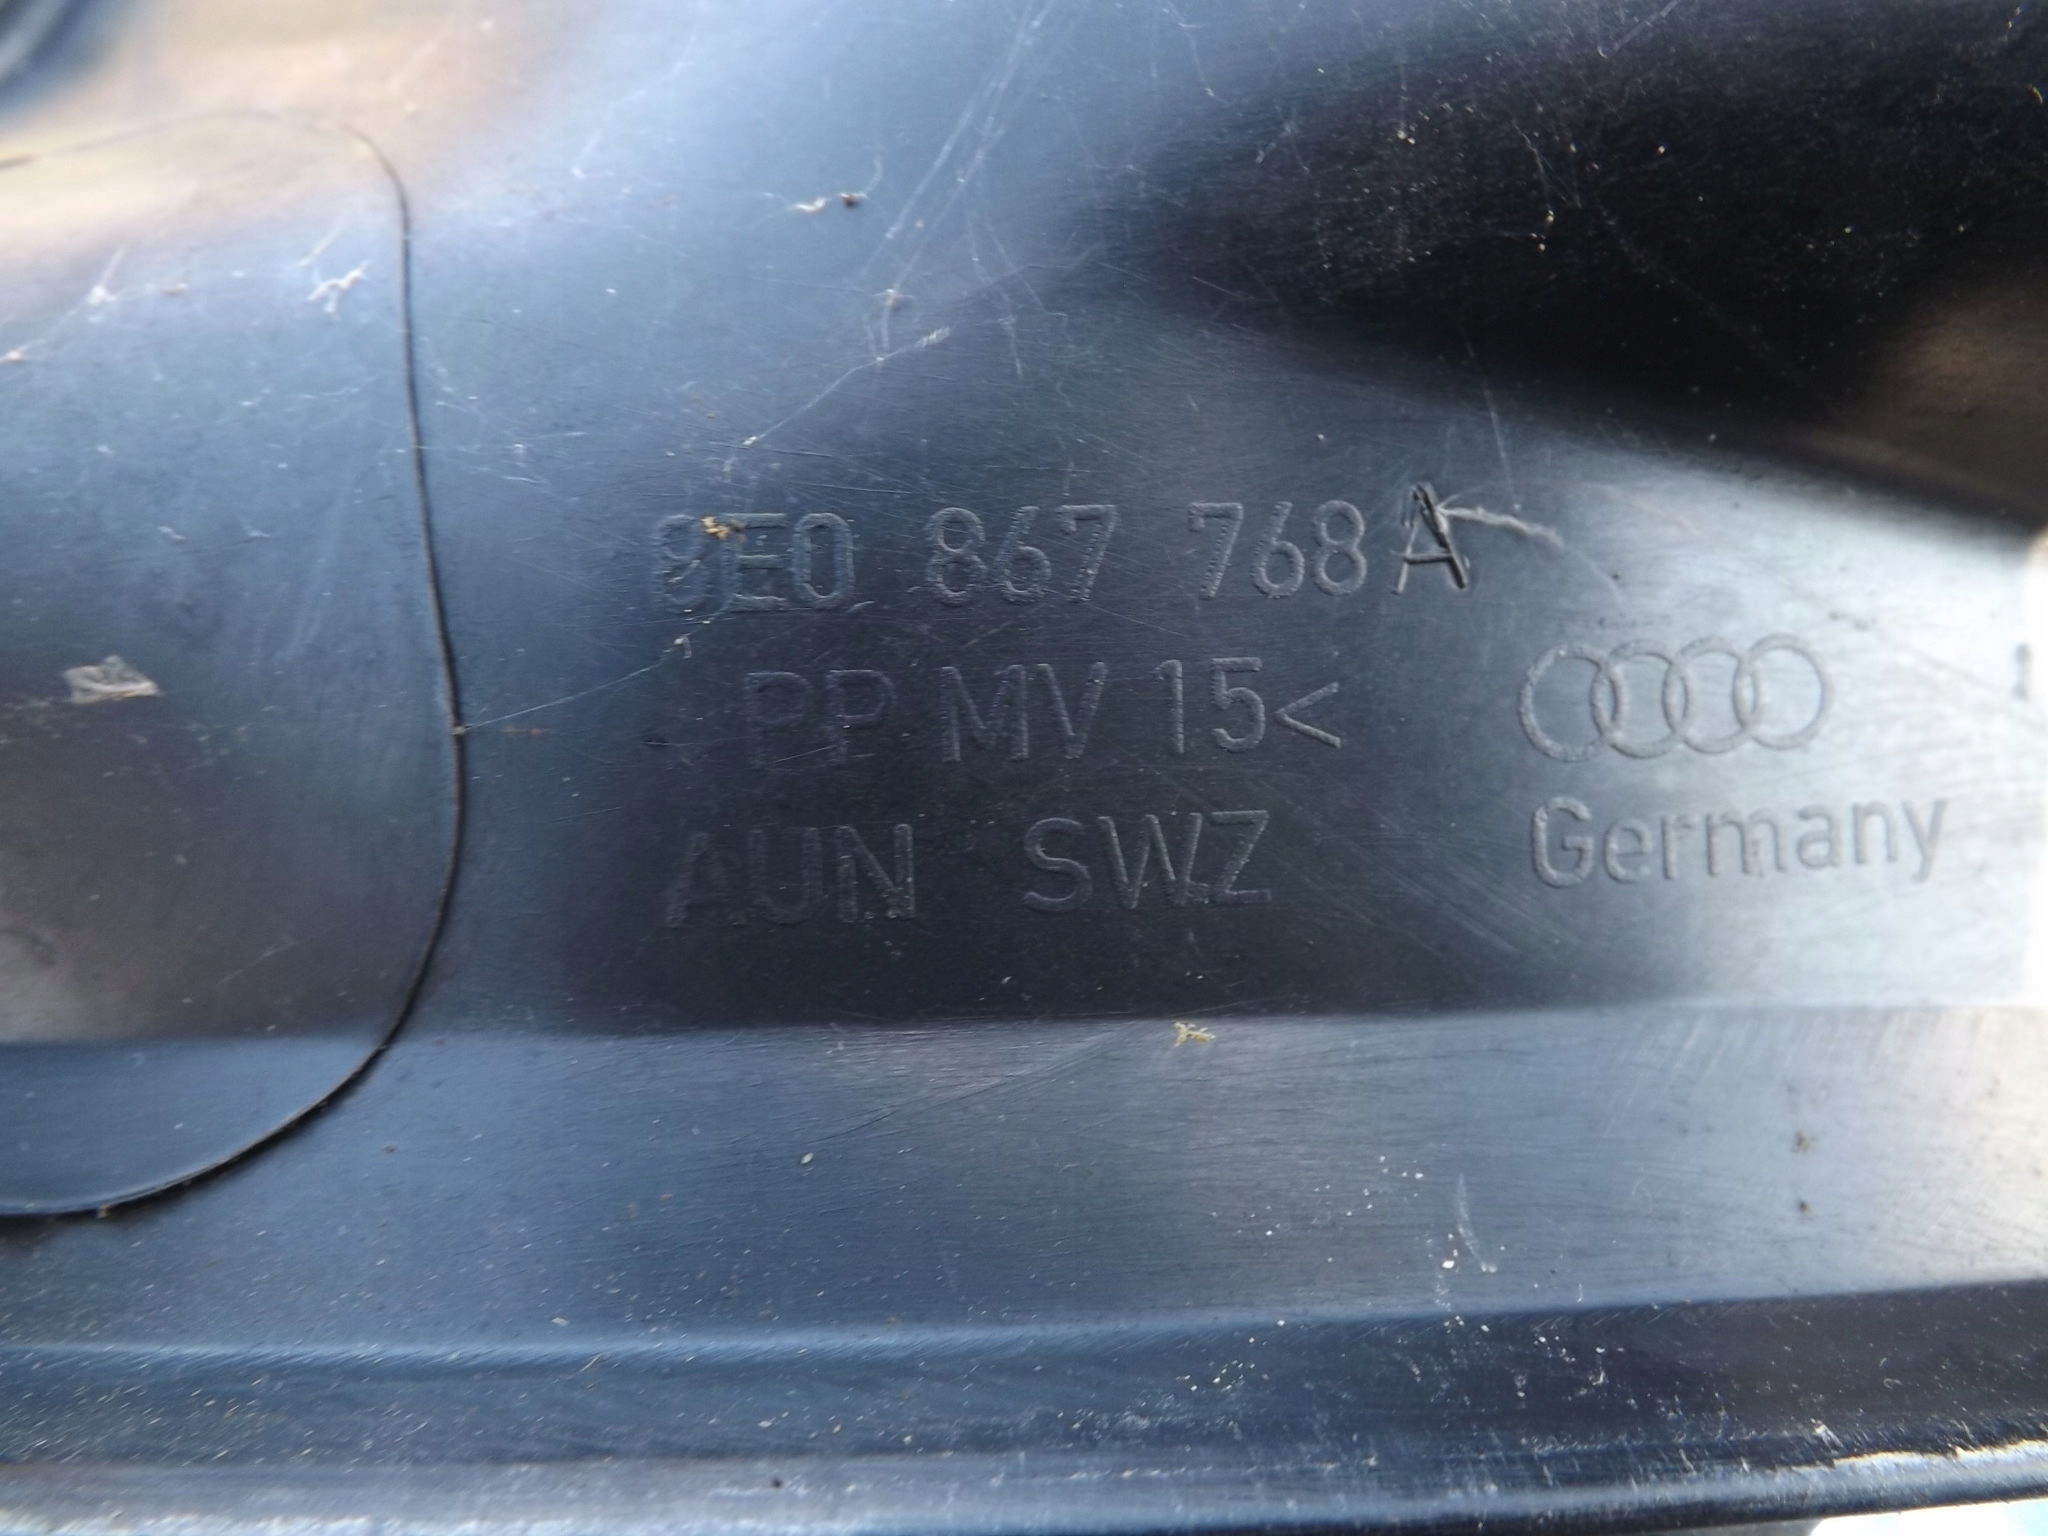 8E0 867 768 A
PP MV 15<
AUN SWZ
Germany